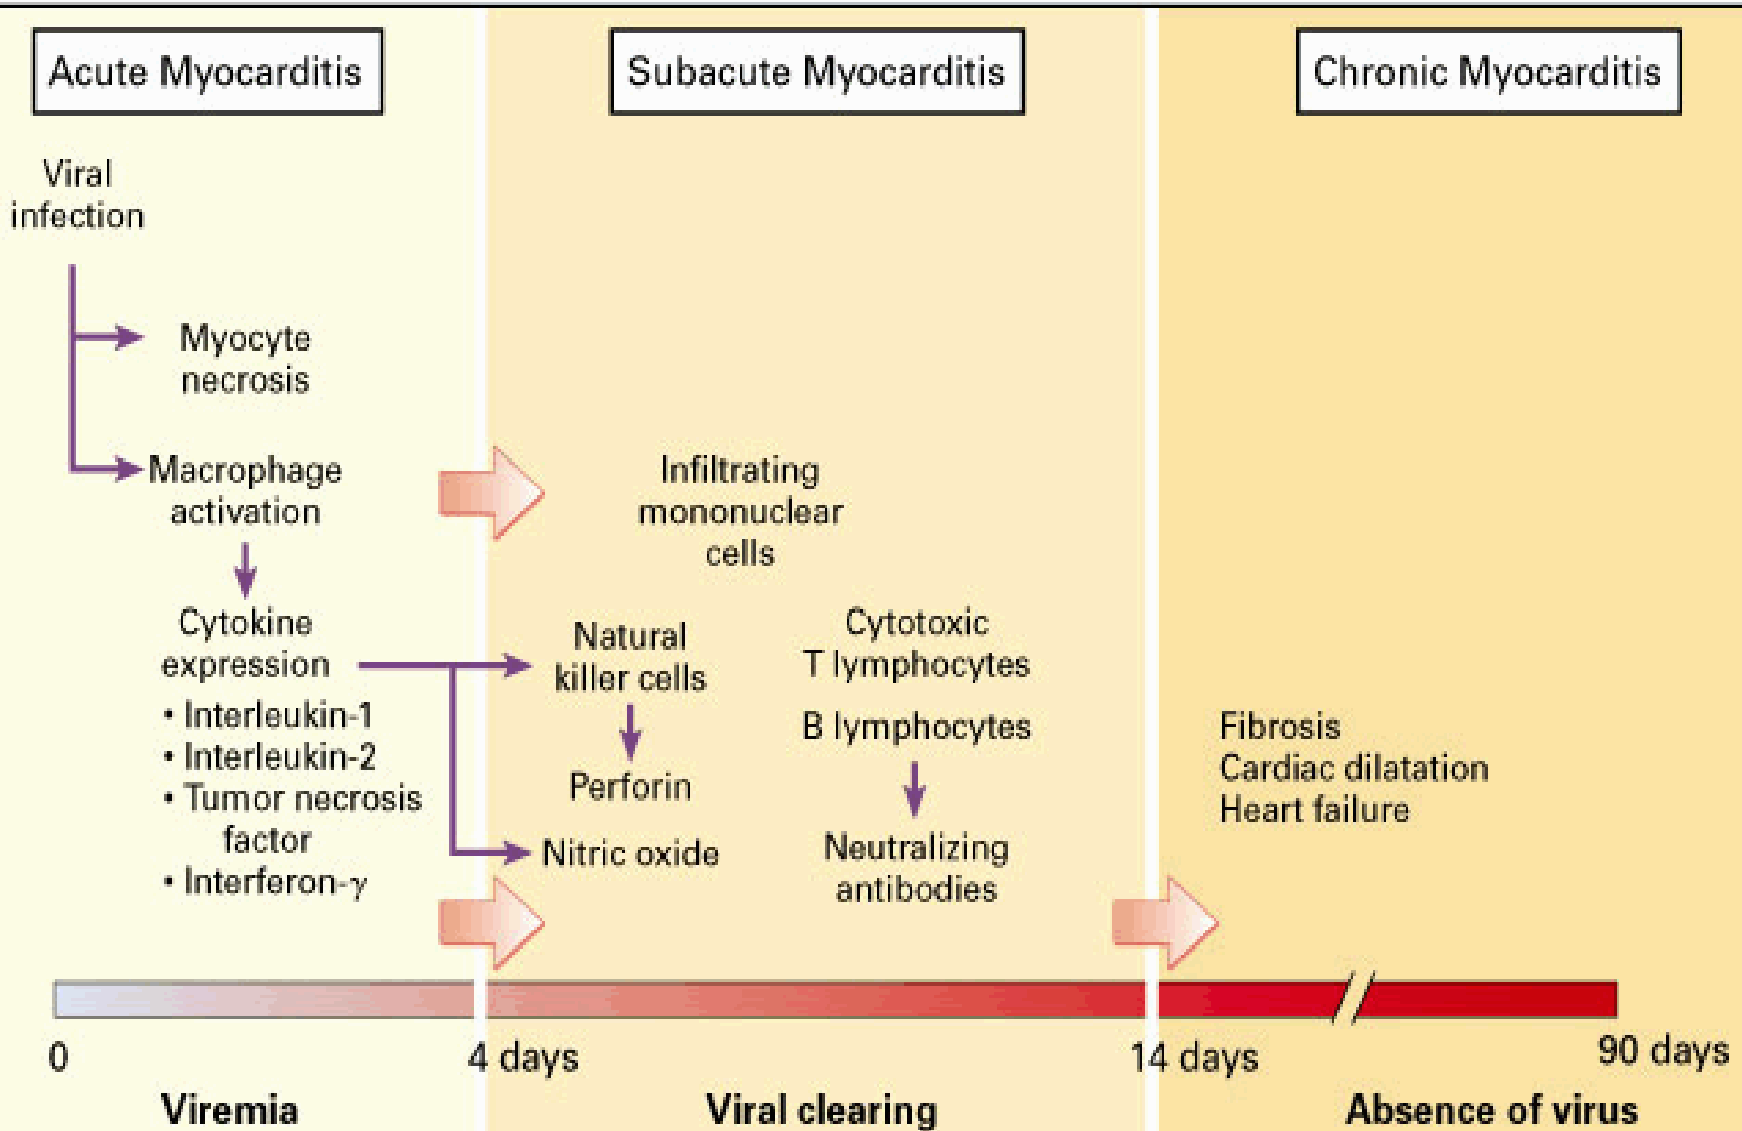 Acute Myocarditis
Subacute Myocarditis
Chronic Myocarditis
Viral
infection
Myocyte
necrosis
Macrophage
activation
Cytokine
expression
• Interleukin-1
• Interleukin-2
• Tumor necrosis
factor
• Interferon-γ
Infiltrating
mononuclear
cells
Natural
killer cells
Perforin
Nitric oxide
Cytotoxic
T lymphocytes
B lymphocytes
Neutralizing
antibodies
Fibrosis
Cardiac dilatation
Heart failure
0
4 days
14 days
90 days
Viremia
Viral clearing
Absence of virus